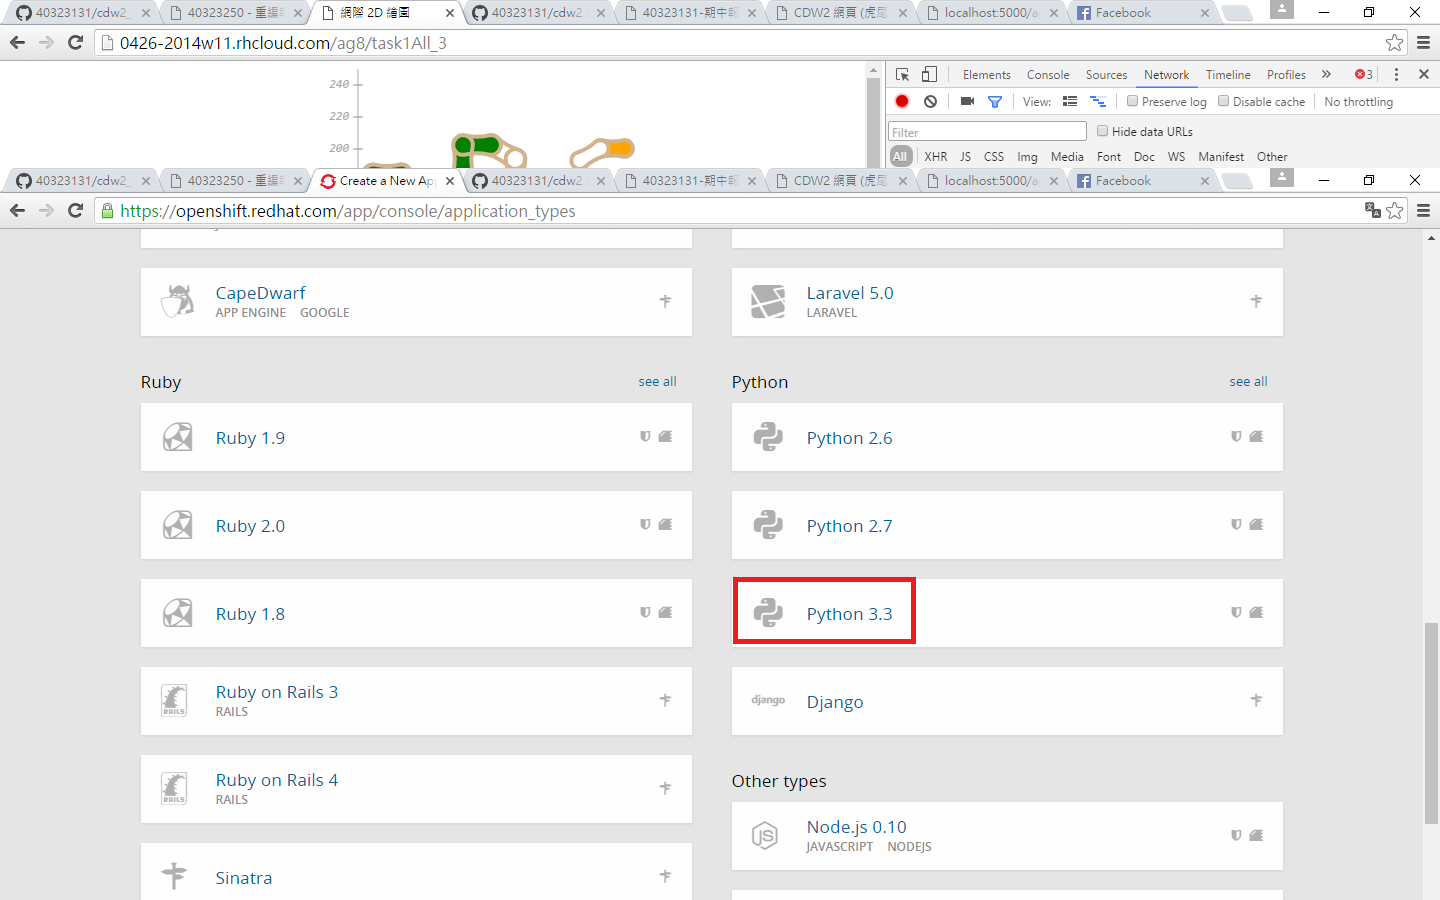 40323131/cdw2_
40323250 - 重編
網際 2D 繪圖
40323131/cdw2
40323131-期中報
CDW2 網頁 (虎尾
localhost:5000/a
Facebook
0426-2014w11.rhcloud.com/ag8/task1All_3
Elements Console Sources Network Timeline Profiles » 3
View: Preserve log Disable cache No throttling
Filter Hide data URLs
All XHR JS CSS Img Media Font Doc WS Manifest Other
240
220
200
40323131/cdw2_
40323250 - 重編
Create a New Ap
40323131/cdw2
40323131-期中報
CDW2 網頁 (虎尾
localhost:5000/a
Facebook
https://openshift.redhat.com/app/console/application_types
CapeDwarf
APP ENGINE GOOGLE
Laravel 5.0
LARAVEL
Ruby see all
Ruby 1.9
Ruby 2.0
Ruby 1.8
Ruby on Rails 3
RAILS
RAILS
Ruby on Rails 4
RAILS
RAILS
Sinatra
Python see all
Python 2.6
Python 2.7
Python 3.3
django
Django
Other types
JS
Node.js 0.10
JAVASCRIPT NODEJS